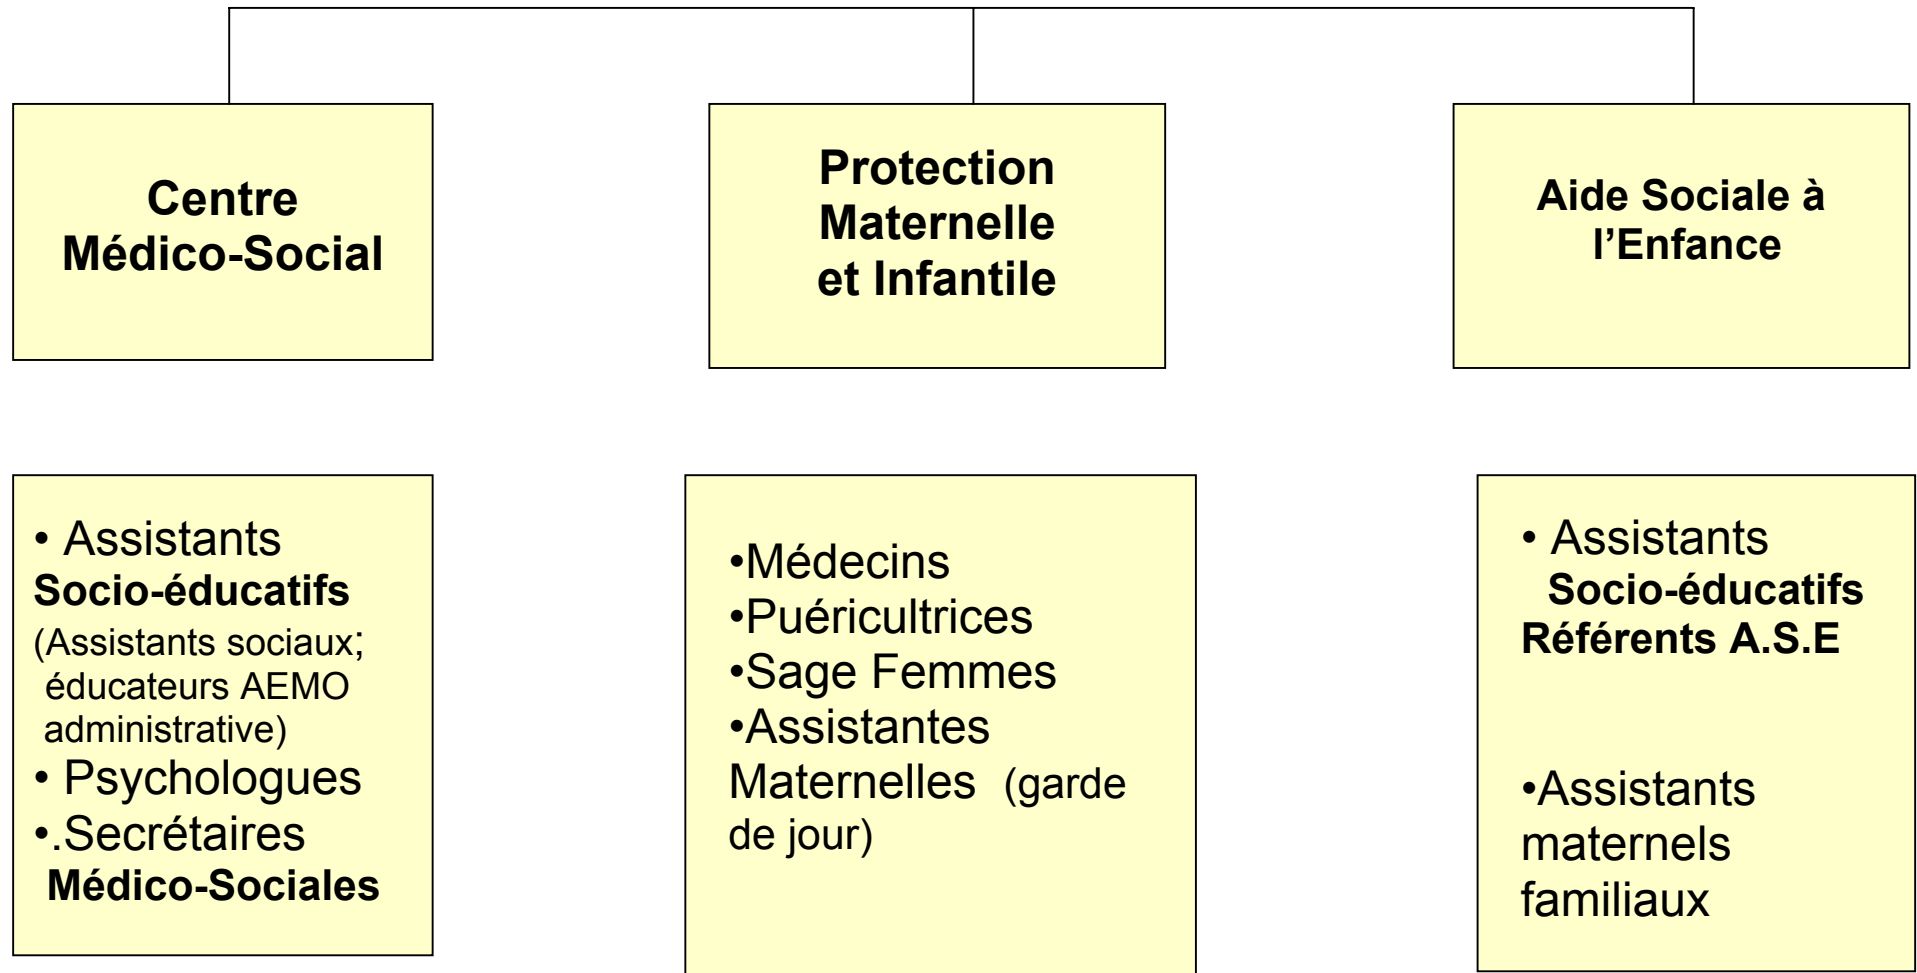 Centre
Médico-Social
Protection
Maternelle
et Infantile
Aide Sociale à
l’Enfance
• Assistants
Socio-éducatifs
(Assistants sociaux;
éducateurs AEMO
administrative)
• Psychologues
•.Secrétaires
Médico-Sociales
•Médecins
•Puéricultrices
•Sage Femmes
•Assistantes
Maternelles (garde
de jour)
• Assistants
Socio-éducatifs
Référents A.S.E
•Assistants
maternels
familiaux